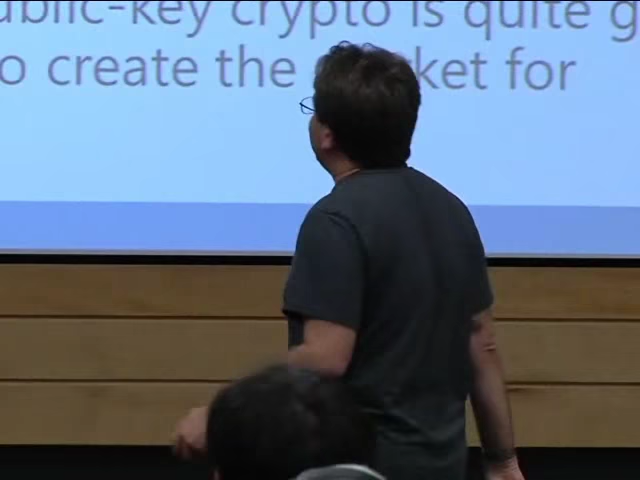 ublic-key crypto is quite g
o create the ket for